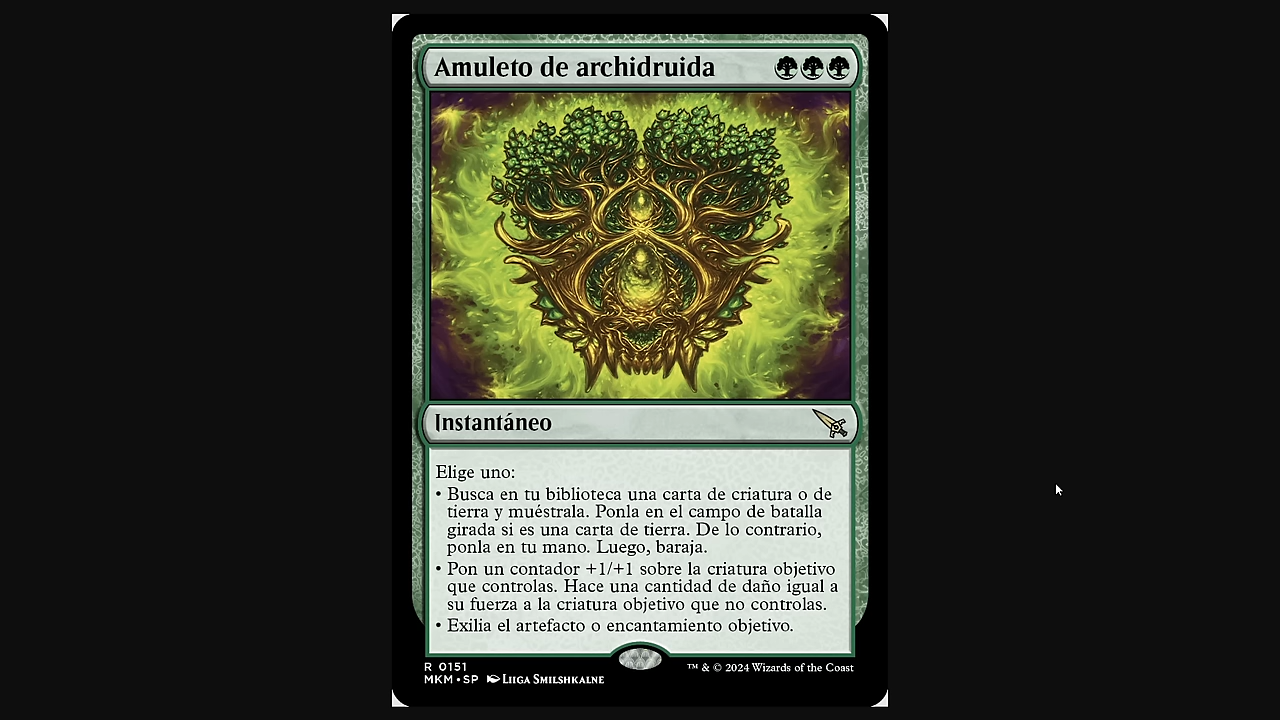 Amuleto de archidruida
Instantáneo
Elige uno:
• Busca en tu biblioteca una carta de criatura o de
tierra y muéstrala. Ponla en el campo de batalla
girada si es una carta de tierra. De lo contrario,
ponla en tu mano. Luego, baraja.
• Pon un contador +1/+1 sobre la criatura objetivo
que controlas. Hace una cantidad de daño igual a
su fuerza a la criatura objetivo que no controlas.
• Exilia el artefacto o encantamiento objetivo.
R 0151
™ & © 2024 Wizards of the Coast
MKM • SP Liiga Smilshkalne